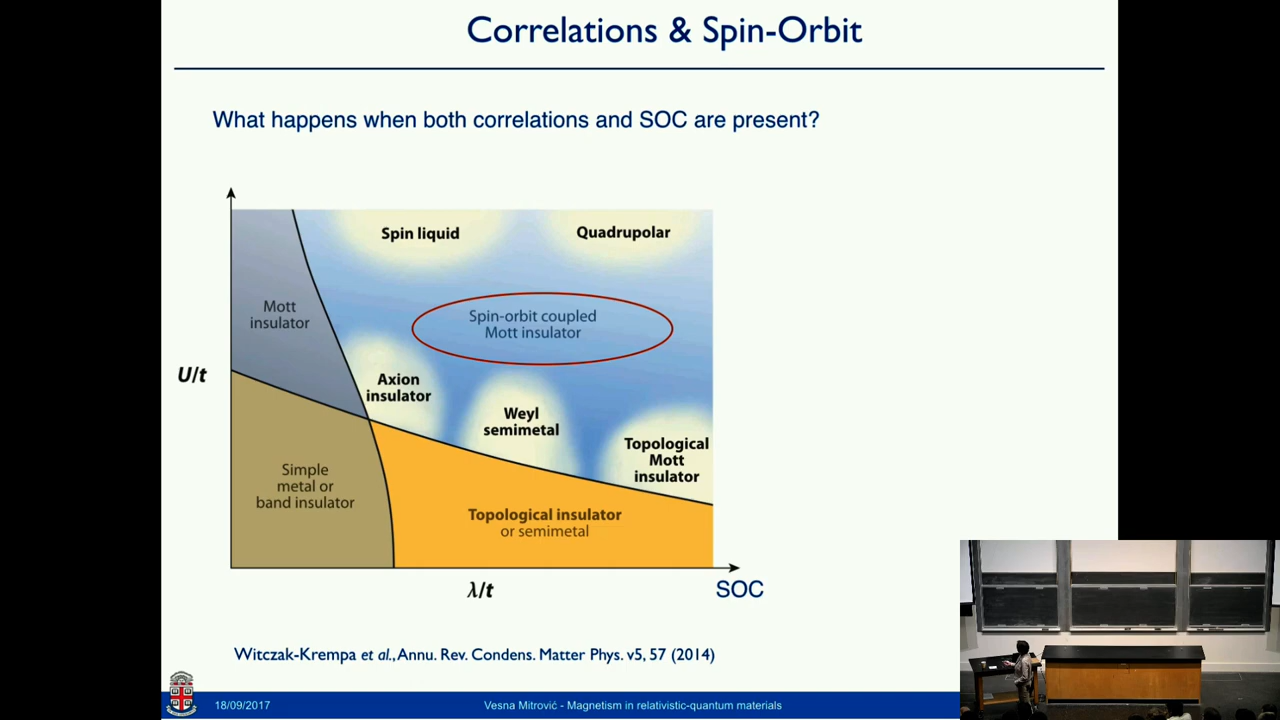 Correlations & Spin-Orbit
What happens when both correlations and SOC are present?
Spin liquid
Quadrupolar
Mott
insulator
Spin-orbit coupled
Mott insulator
U/t
Axion
insulator
Weyl
semimetal
Topological
Mott
insulator
Simple
metal or
band insulator
Topological insulator
or semimetal
λ/t
SOC
Witczak-Krempa et al., Annu. Rev. Condens. Matter Phys. v5, 57 (2014)
18/09/2017
Vesna Mitrović - Magnetism in relativistic-quantum materials